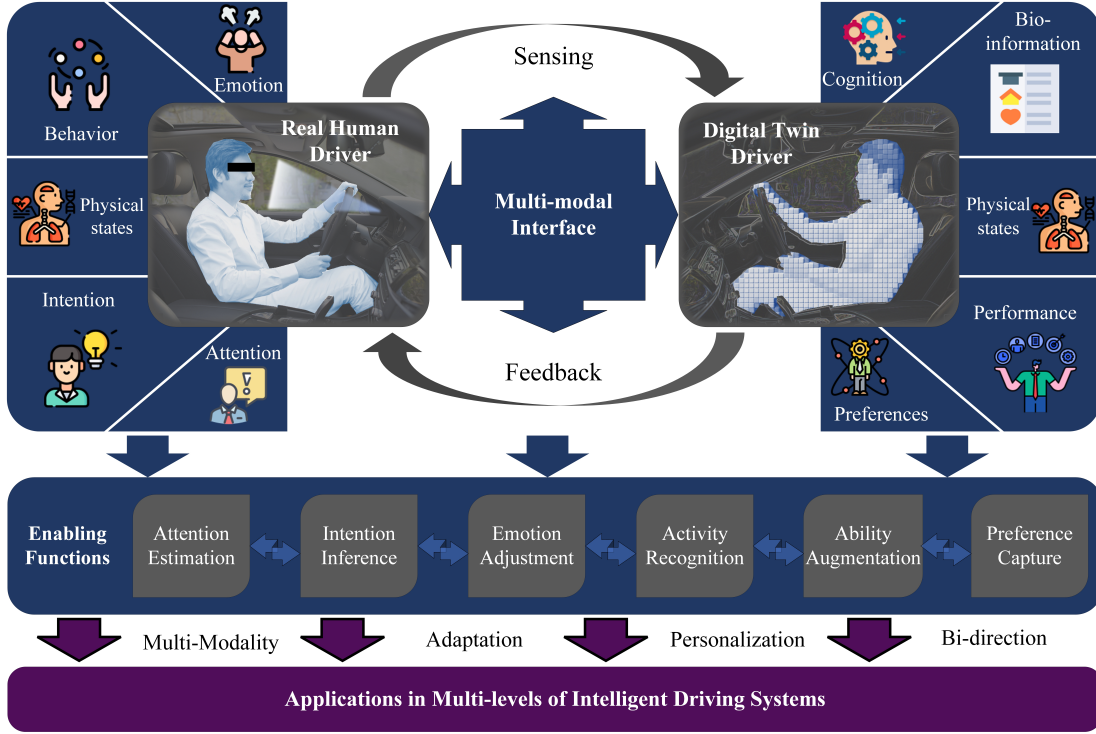 Behavior
Emotion
Physical
states
Intention
Attention
Real Human
Driver
Sensing
Multi-modal
Interface
Feedback
Digital Twin
Driver
Cognition
Bio-
information
Physical
states
Performance
Preferences
Enabling
Functions
Attention
Estimation
Intention
Inference
Emotion
Adjustment
Activity
Recognition
Ability
Augmentation
Preference
Capture
Multi-Modality
Adaptation
Personalization
Bi-direction
Applications in Multi-levels of Intelligent Driving Systems